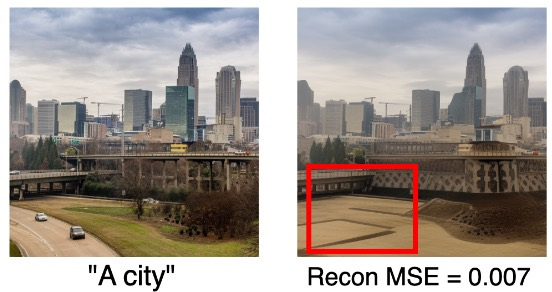 "A city"
Recon MSE = 0.007